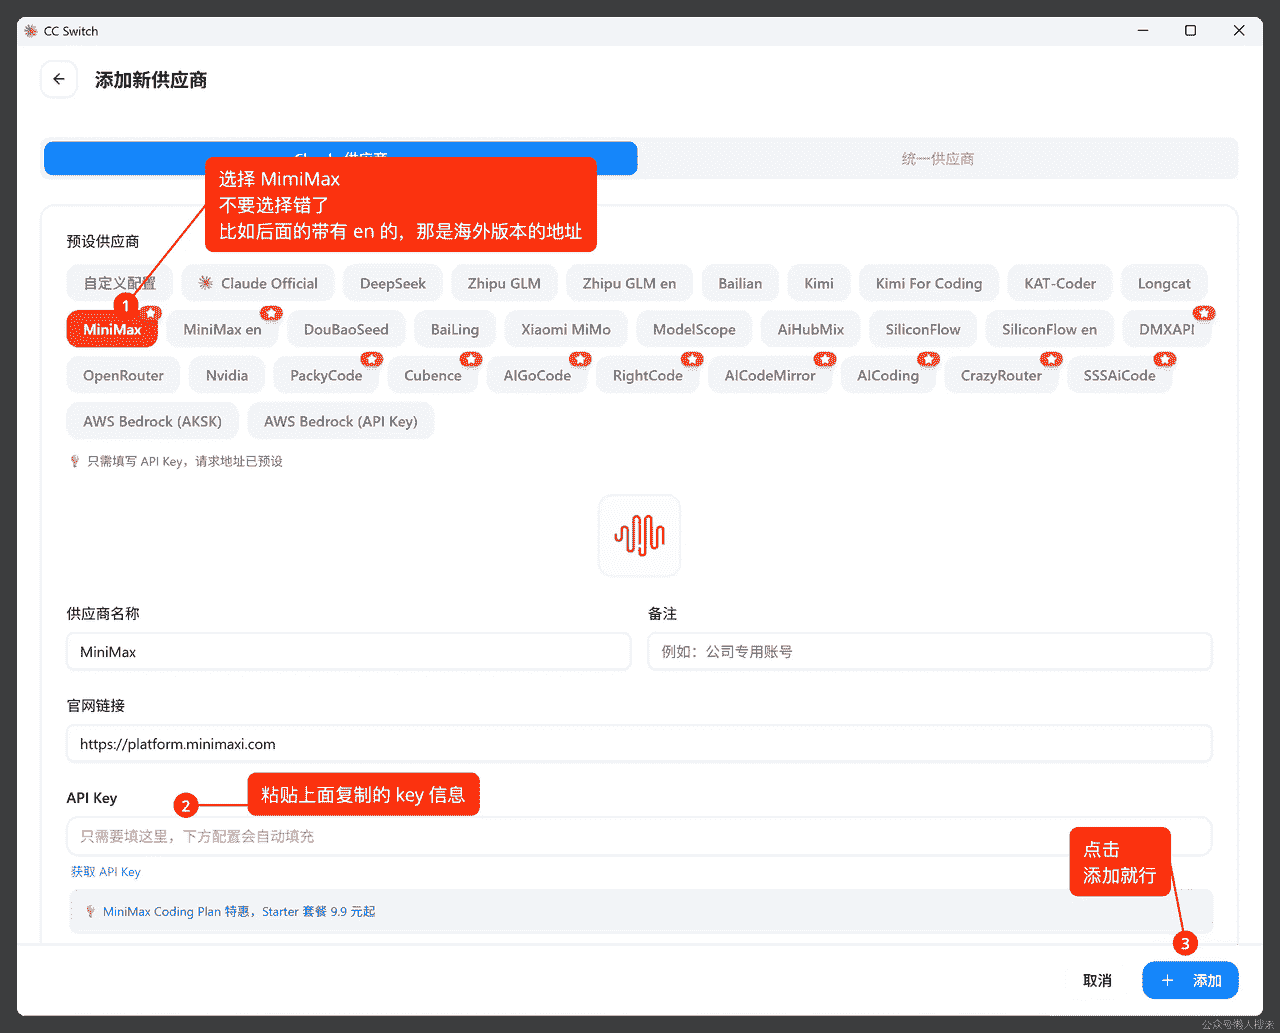 CC Switch
添加新供应商
统一供应商
选择 MimiMax
不要选择错了
比如后面的带有 en 的，那是海外版本的地址
预设供应商
自定义配置
Claude Official
DeepSeek
Zhipu GLM
Zhipu GLM en
Bailian
Kimi
Kimi For Coding
KAT-Coder
Longcat
1
MiniMax
MiniMax en
DouBaoSeed
BaiLing
Xiaomi MiMo
ModelScope
AiHubMix
SiliconFlow
SiliconFlow en
DMXAPI
OpenRouter
Nvidia
PackyCode
Cubence
AIGoCode
RightCode
AICodeMirror
AICoding
CrazyRouter
SSSAiCode
AWS Bedrock (AKSK)
AWS Bedrock (API Key)
只需填写 API Key，请求地址已预设
供应商名称
备注
MiniMax
例如：公司专用账号
官网链接
https://platform.minimaxi.com
API Key
2
粘贴上面复制的 key 信息
只需要填这里，下方配置会自动填充
点击
添加就行
获取 API Key
MiniMax Coding Plan 特惠，Starter 套餐 9.9 元起
3
取消
添加
公众号懒人搜索